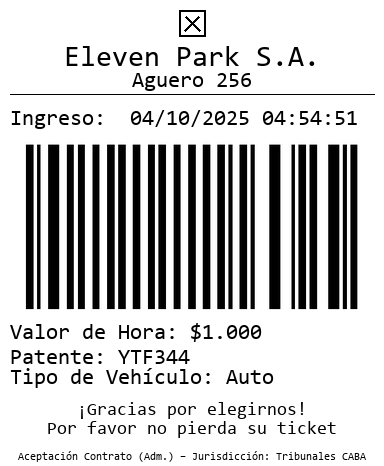 Eleven Park S.A.
Aguero 256
Ingreso: 04/10/2025 04:54:51
Valor de Hora: $1.000
Patente: YTF344
Tipo de Vehículo: Auto
¡Gracias por elegirnos!
Por favor no pierda su ticket
Aceptación Contrato (Adm.) – Jurisdicción: Tribunales CABA